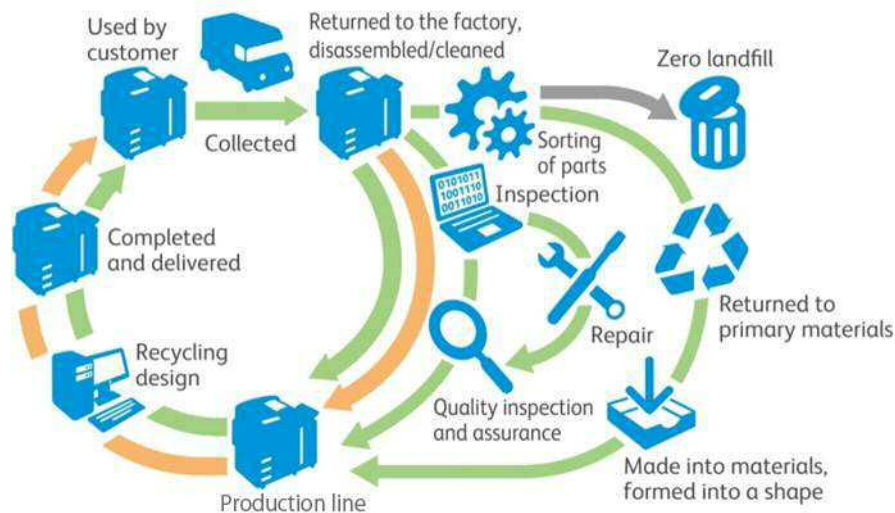 Used by
customer
Returned to the factory,
disassembled/cleaned
Zero landfill
Collected
Sorting
of parts
0101011
1001110
0011010
Inspection
Completed
and delivered
Returned to
primary materials
Repair
Recycling
design
Quality inspection
and assurance
Made into materials,
formed into a shape
Production line